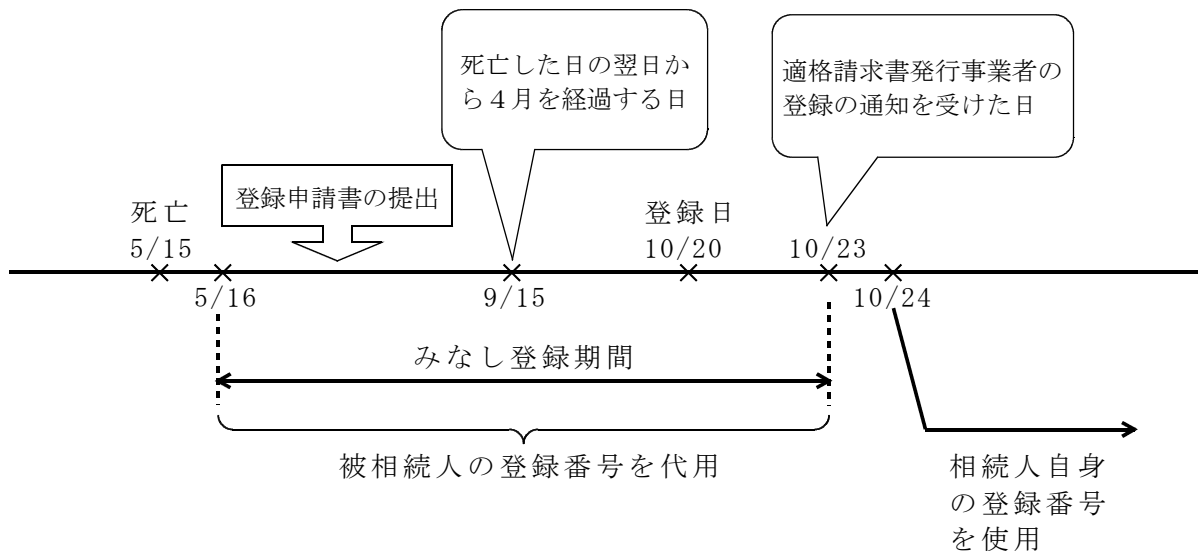 死亡した日の翌日か
ら４月を経過する日
適格請求書発行事業者の
登録の通知を受けた日
登録申請書の提出
死亡
5/15
登録日
10/20
10/23
5/16
9/15
10/24
みなし登録期間
被相続人の登録番号を代用
相続人自身
の登録番号
を使用